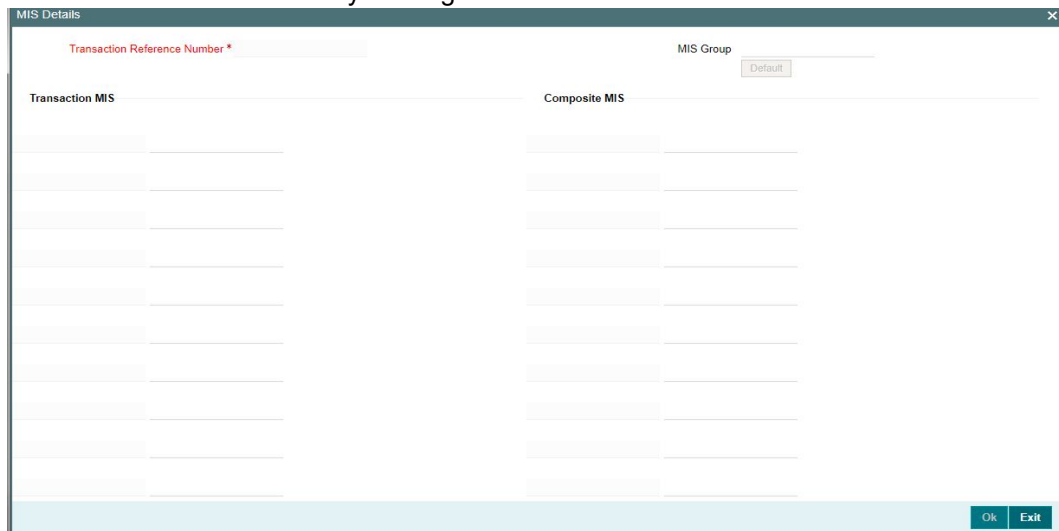 MIS Details
Transaction Reference Number *
MIS Group
Default
Transaction MIS
Composite MIS
Ok Exit